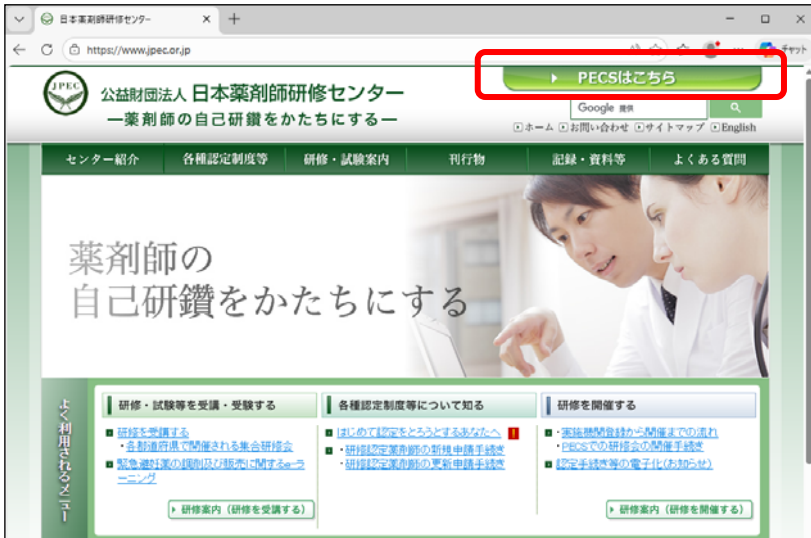 日本薬剤師研修センター
https://www.jpec.or.jp
チャット
PECSはこちら
JPEC
公益財団法人 日本薬剤師研修センター
―薬剤師の自己研鑽をかたちにする―
Google 提供
ホーム お問い合わせ サイトマップ English
センター紹介 各種認定制度等 研修・試験案内 刊行物 記録・資料等 よくある質問
薬剤師の
自己研鑽をかたちにする
よく利用されるメニュー
研修・試験等を受講・受験する
研修を受講する
・各都道府県で開催される集合研修会
緊急避妊薬の調剤及び販売に関するe-ラ
ーニング
研修案内（研修を受講する）
各種認定制度等について知る
はじめて認定をとろうとするあなたへ
・研修認定薬剤師の新規申請手続き
・研修認定薬剤師の更新申請手続き
研修を開催する
・実施機関登録から開催までの流れ
・PECSでの研修会の開催手続き
認定手続き等の電子化(お知らせ)
研修案内（研修を開催する）